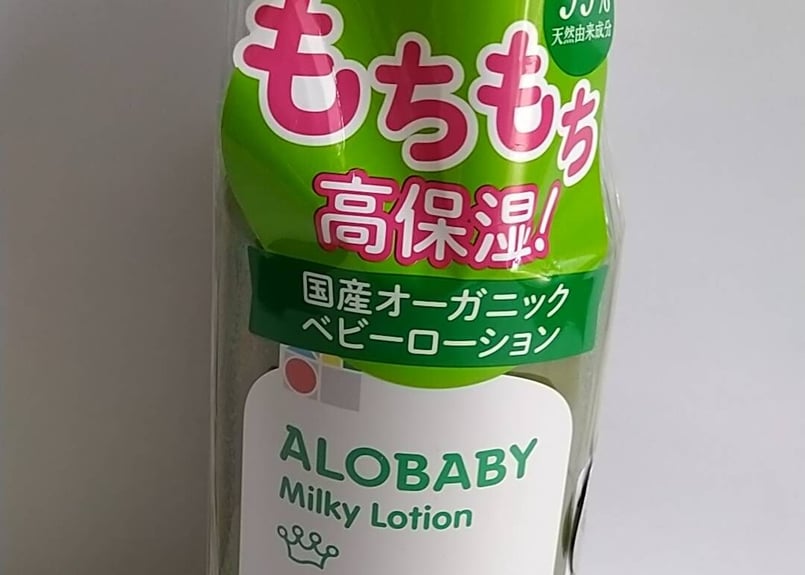 99%
天然由来成分
もちもち
高保湿!
国産オーガニック
ベビーローション
ALOBABY
Milky Lotion